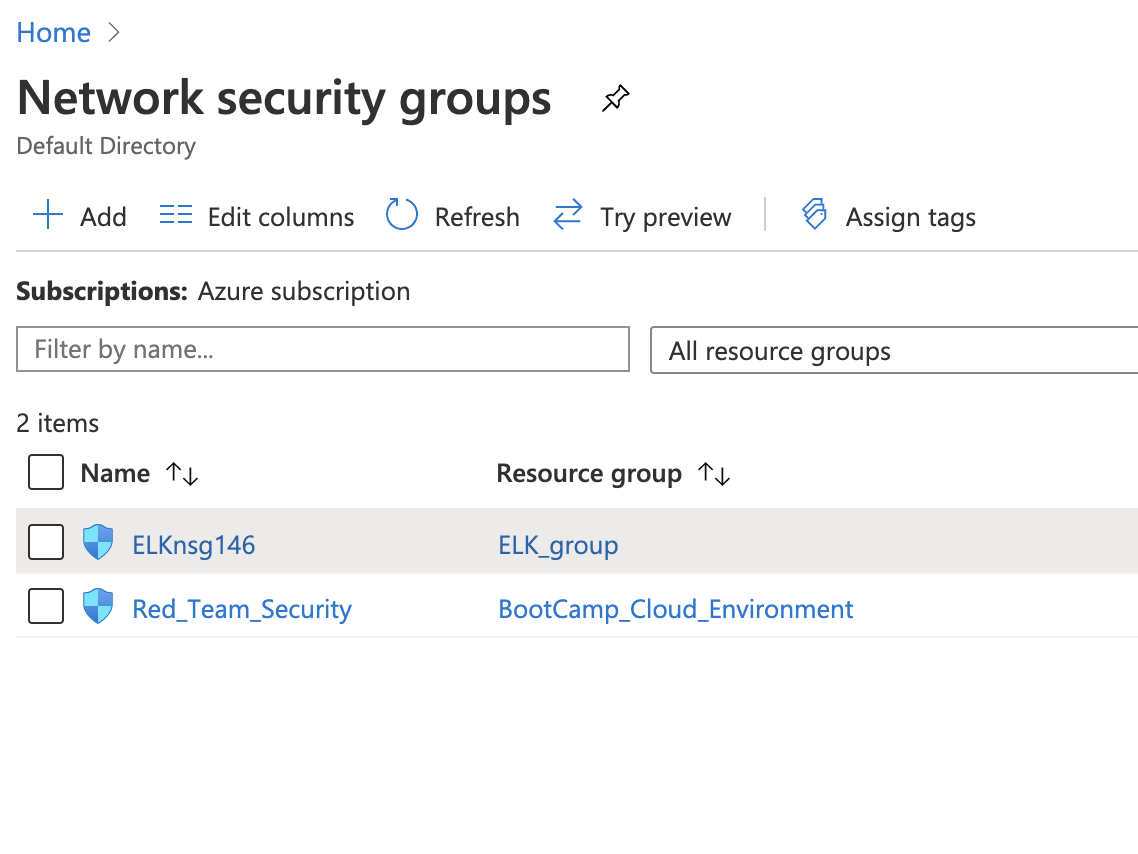 Home
Network security groups
Default Directory
Add Edit columns Refresh Try preview Assign tags
Subscriptions: Azure subscription
Filter by name... All resource groups
2 items
Name Resource group
ELKnsg146 ELK_group
Red_Team_Security BootCamp_Cloud_Environment